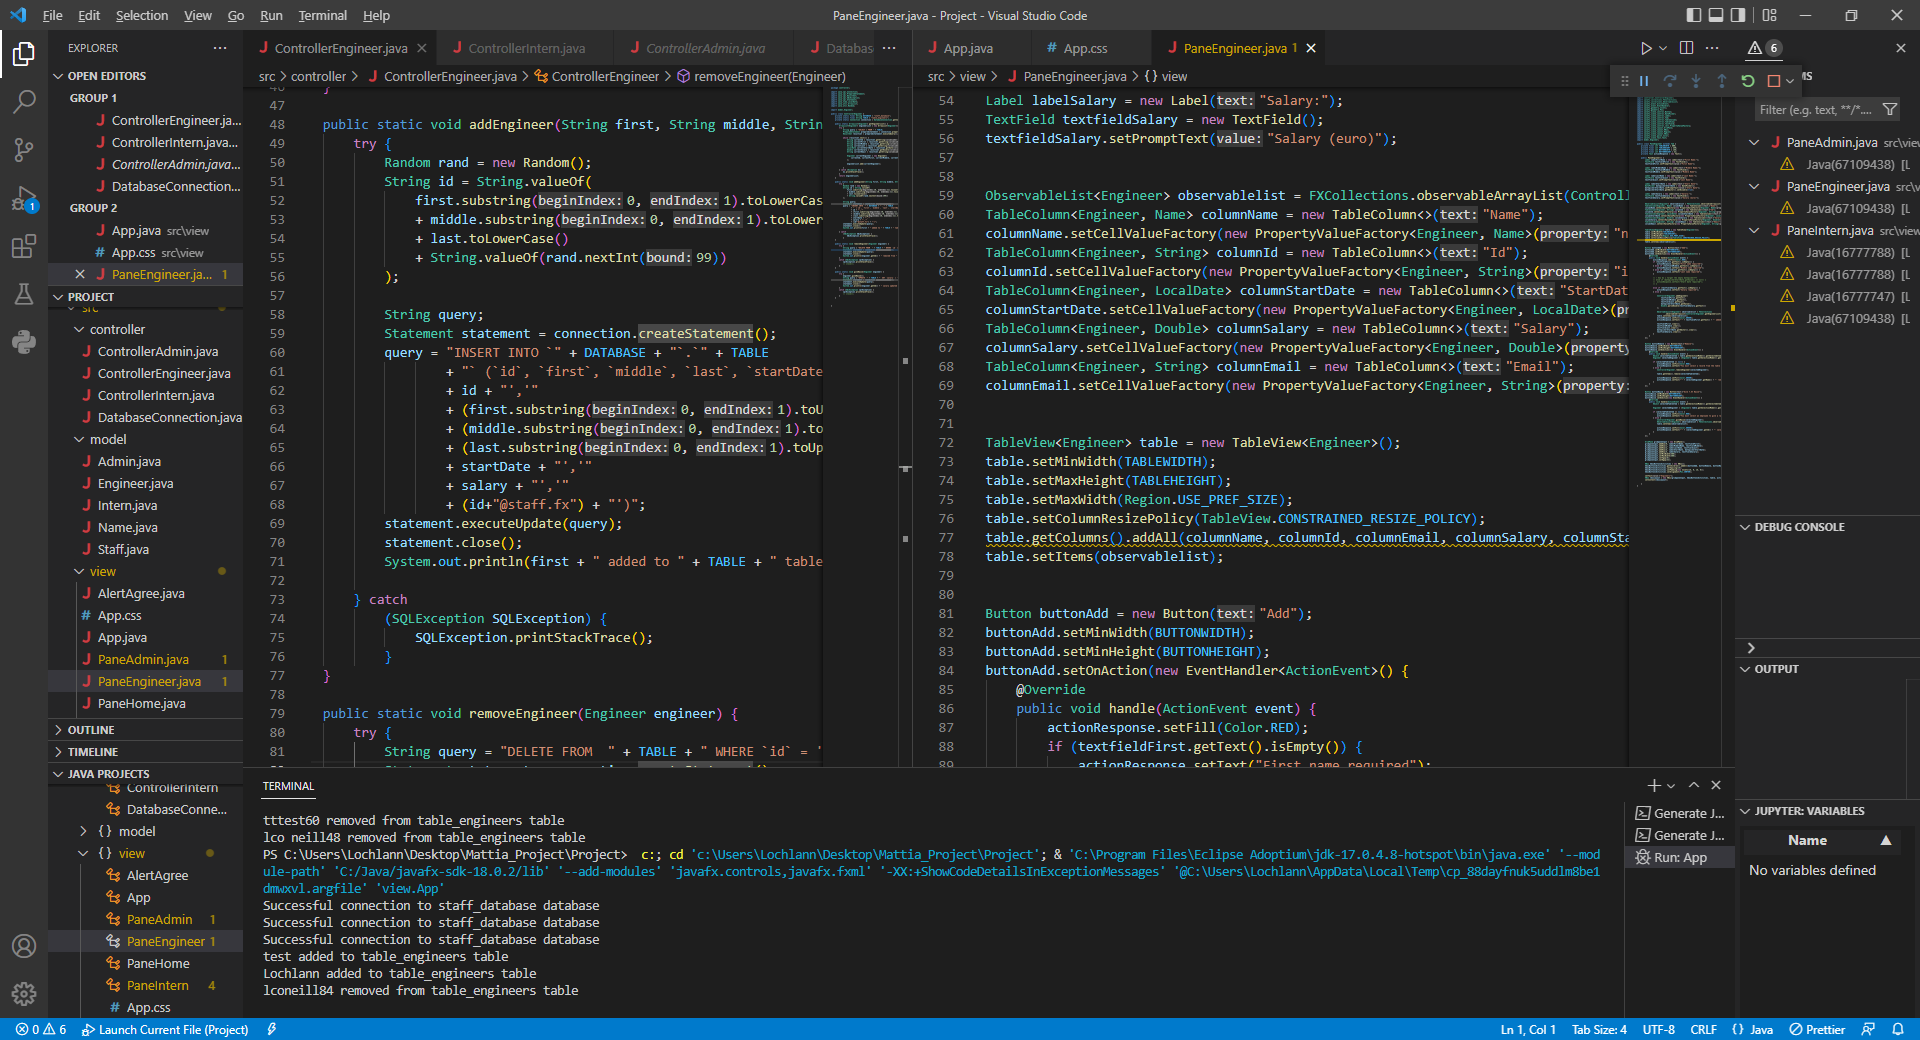 File Edit Selection View Go Run Terminal Help
PaneEngineer.java - Project - Visual Studio Code
EXPLORER
OPEN EDITORS
GROUP 1
ControllerEngineer.ja...
ControllerIntern.java...
ControllerAdmin.java...
DatabaseConnection...
GROUP 2
App.java src\view
App.css src\view
PaneEngineer.ja... 1
PROJECT
src
controller
ControllerAdmin.java
ControllerEngineer.java
ControllerIntern.java
DatabaseConnection.java
model
Admin.java
Engineer.java
Intern.java
Name.java
Staff.java
view
AlertAgree.java
App.css
App.java
PaneAdmin.java 1
PaneEngineer.java 1
PaneHome.java
OUTLINE
TIMELINE
JAVA PROJECTS
ControllerIntern
DatabaseConne...
model
view
AlertAgree
App
PaneAdmin 1
PaneEngineer 1
PaneHome
PaneIntern 4
App.css
1
ControllerEngineer.java ControllerIntern.java ControllerAdmin.java Databas
src > controller > ControllerEngineer.java > ControllerEngineer > removeEngineer(Engineer)
46 }
47
48 public static void addEngineer(String first, String middle, Strin
49 try {
50 Random rand = new Random();
51 String id = String.valueOf(
52 first.substring(beginIndex: 0, endIndex: 1).toLowerCas
53 + middle.substring(beginIndex: 0, endIndex: 1).toLower
54 + last.toLowerCase()
55 + String.valueOf(rand.nextInt(bound: 99))
56 );
57
58 String query;
59 Statement statement = connection.createStatement();
60 query = "INSERT INTO `" + DATABASE + "`.`" + TABLE
61 + "` (`id`, `first`, `middle`, `last`, `startDate
62 + id + "','"
63 + (first.substring(beginIndex: 0, endIndex: 1).toU
64 + (middle.substring(beginIndex: 0, endIndex: 1).to
65 + (last.substring(beginIndex: 0, endIndex: 1).toUp
66 + startDate + "','"
67 + salary + "','"
68 + (id+"@staff.fx") + "')";
69 statement.executeUpdate(query);
70 statement.close();
71 System.out.println(first + " added to " + TABLE + " table
72
73 } catch
74 (SQLException SQLException) {
75 SQLException.printStackTrace();
76 }
77 }
78
79 public static void removeEngineer(Engineer engineer) {
80 try {
81 String query = "DELETE FROM  " + TABLE + " WHERE `id` = '
App.java App.css PaneEngineer.java 1
src > view > PaneEngineer.java > {} view
54 Label labelSalary = new Label(text: "Salary:");
55 TextField textfieldSalary = new TextField();
56 textfieldSalary.setPromptText(value: "Salary (euro)");
57
58
59 ObservableList<Engineer> observablelist = FXCollections.observableArrayList(Contro
60 TableColumn<Engineer, Name> columnName = new TableColumn<>(text: "Name");
61 columnName.setCellValueFactory(new PropertyValueFactory<Engineer, Name>(property: "n
62 TableColumn<Engineer, String> columnId = new TableColumn<>(text: "Id");
63 columnId.setCellValueFactory(new PropertyValueFactory<Engineer, String>(property: "i
64 TableColumn<Engineer, LocalDate> columnStartDate = new TableColumn<>(text: "StartDat
65 columnStartDate.setCellValueFactory(new PropertyValueFactory<Engineer, LocalDate>(pr
66 TableColumn<Engineer, Double> columnSalary = new TableColumn<>(text: "Salary");
67 columnSalary.setCellValueFactory(new PropertyValueFactory<Engineer, Double>(property
68 TableColumn<Engineer, String> columnEmail = new TableColumn<>(text: "Email");
69 columnEmail.setCellValueFactory(new PropertyValueFactory<Engineer, String>(property:
70
71
72 TableView<Engineer> table = new TableView<Engineer>();
73 table.setMinWidth(TABLEWIDTH);
74 table.setMaxHeight(TABLEHEIGHT);
75 table.setMaxWidth(Region.USE_PREF_SIZE);
76 table.setColumnResizePolicy(TableView.CONSTRAINED_RESIZE_POLICY);
77 table.getColumns().addAll(columnName, columnId, columnEmail, columnSalary, columnSta
78 table.setItems(observablelist);
79
80
81 Button buttonAdd = new Button(text: "Add");
82 buttonAdd.setMinWidth(BUTTONWIDTH);
83 buttonAdd.setMinHeight(BUTTONHEIGHT);
84 buttonAdd.setOnAction(new EventHandler<ActionEvent>() {
85 @Override
86 public void handle(ActionEvent event) {
87 actionResponse.setFill(Color.RED);
88 if (textfieldFirst.getText().isEmpty()) {
89 actionResponse.setText("First name required");
6
MS
Filter (e.g. text, **/*....
PaneAdmin.java src\view
Java(67109438) [L
PaneEngineer.java src\v
Java(67109438) [L
PaneIntern.java src\view
Java(16777788) [L
Java(16777788) [L
Java(16777747) [L
Java(67109438) [L
DEBUG CONSOLE
OUTPUT
JUPYTER: VARIABLES
Name
No variables defined
TERMINAL
tttest60 removed from table_engineers table
lco neill48 removed from table_engineers table
PS C:\Users\Lochlann\Desktop\Mattia_Project\Project>  c:; cd 'c:\Users\Lochlann\Desktop\Mattia_Project\Project'; & 'C:\Program Files\Eclipse Adoptium\jdk-17.0.4.8-hotspot\bin\java.exe' '--mod
ule-path' 'C:/Java/javafx-sdk-18.0.2/lib' '--add-modules' 'javafx.controls,javafx.fxml' '-XX:+ShowCodeDetailsInExceptionMessages' '@C:\Users\Lochlann\AppData\Local\Temp\cp_88dayfnuk5uddlm8be1
dmwxvl.argfile' 'view.App'
Successful connection to staff_database database
Successful connection to staff_database database
Successful connection to staff_database database
test added to table_engineers table
Lochlann added to table_engineers table
lconeill84 removed from table_engineers table
Generate J...
Generate J...
Run: App
0 6 Launch Current File (Project)
Ln 1, Col 1 Tab Size: 4 UTF-8 CRLF {} Java Prettier